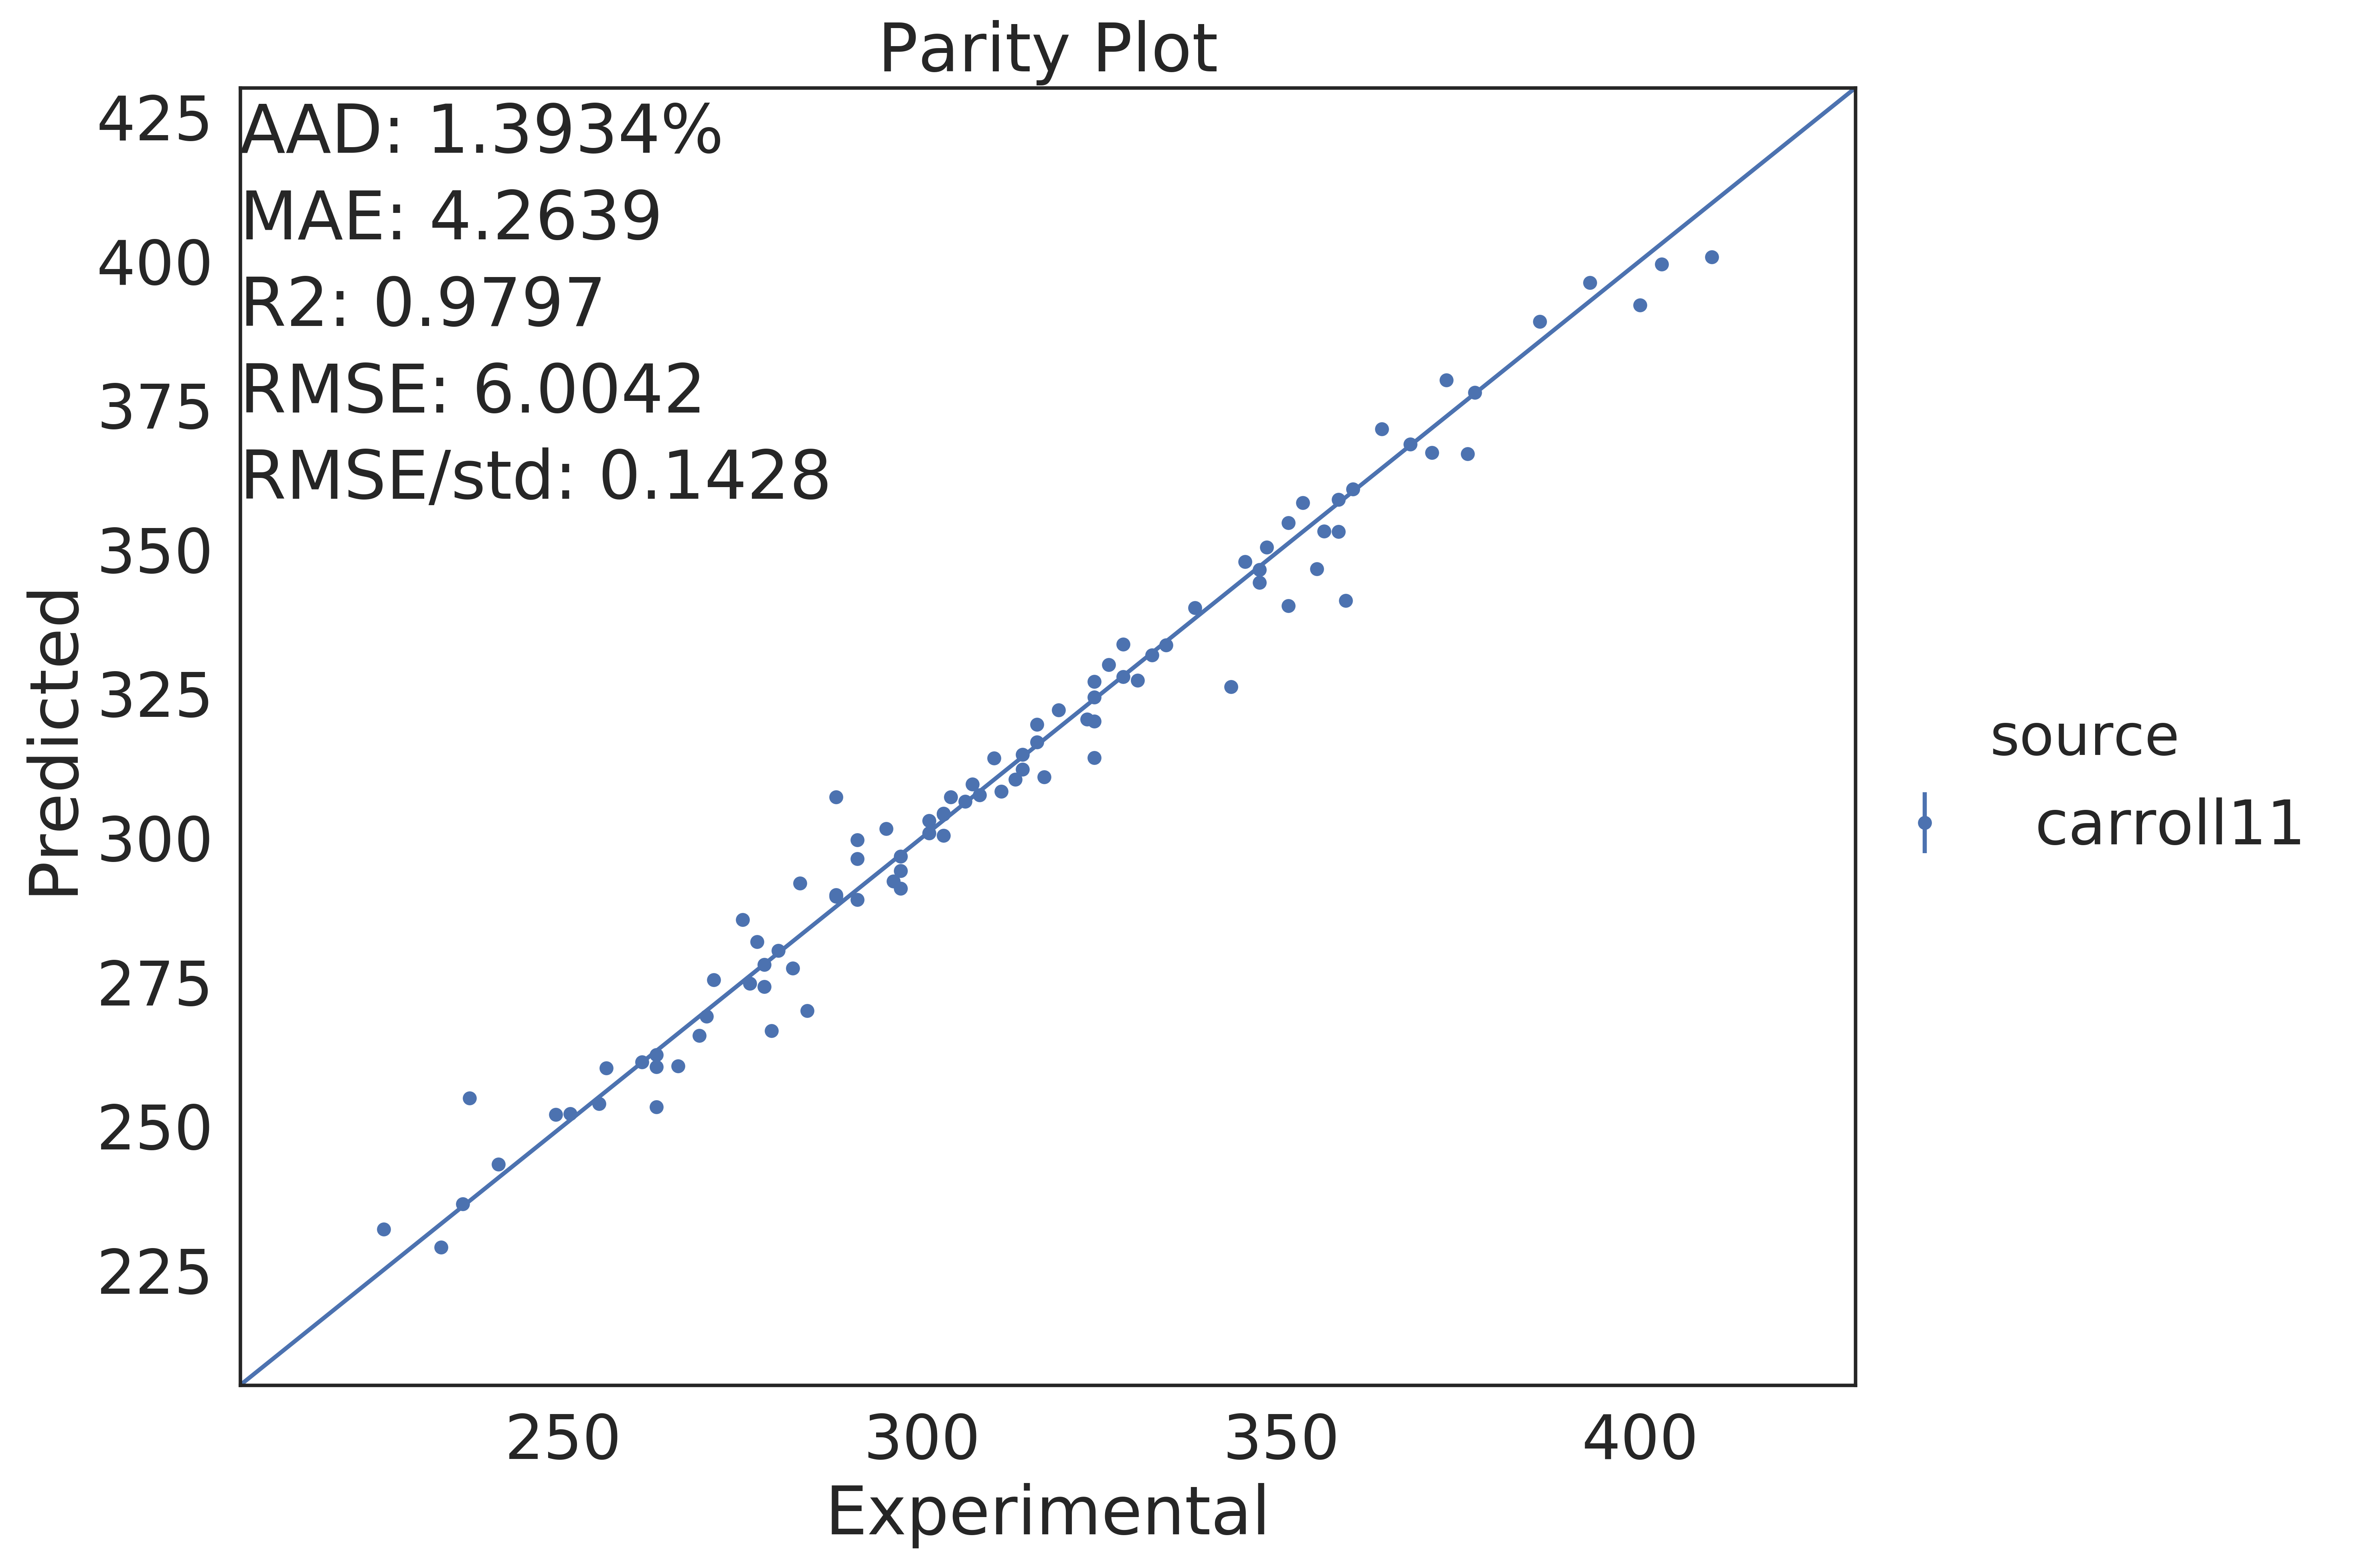 Parity Plot
AAD: 1.3934%
MAE: 4.2639
R2: 0.9797
RMSE: 6.0042
RMSE/std: 0.1428
425
400
375
350
325
300
275
250
225
Predicted
250 300 350 400
Experimental
source
carroll11